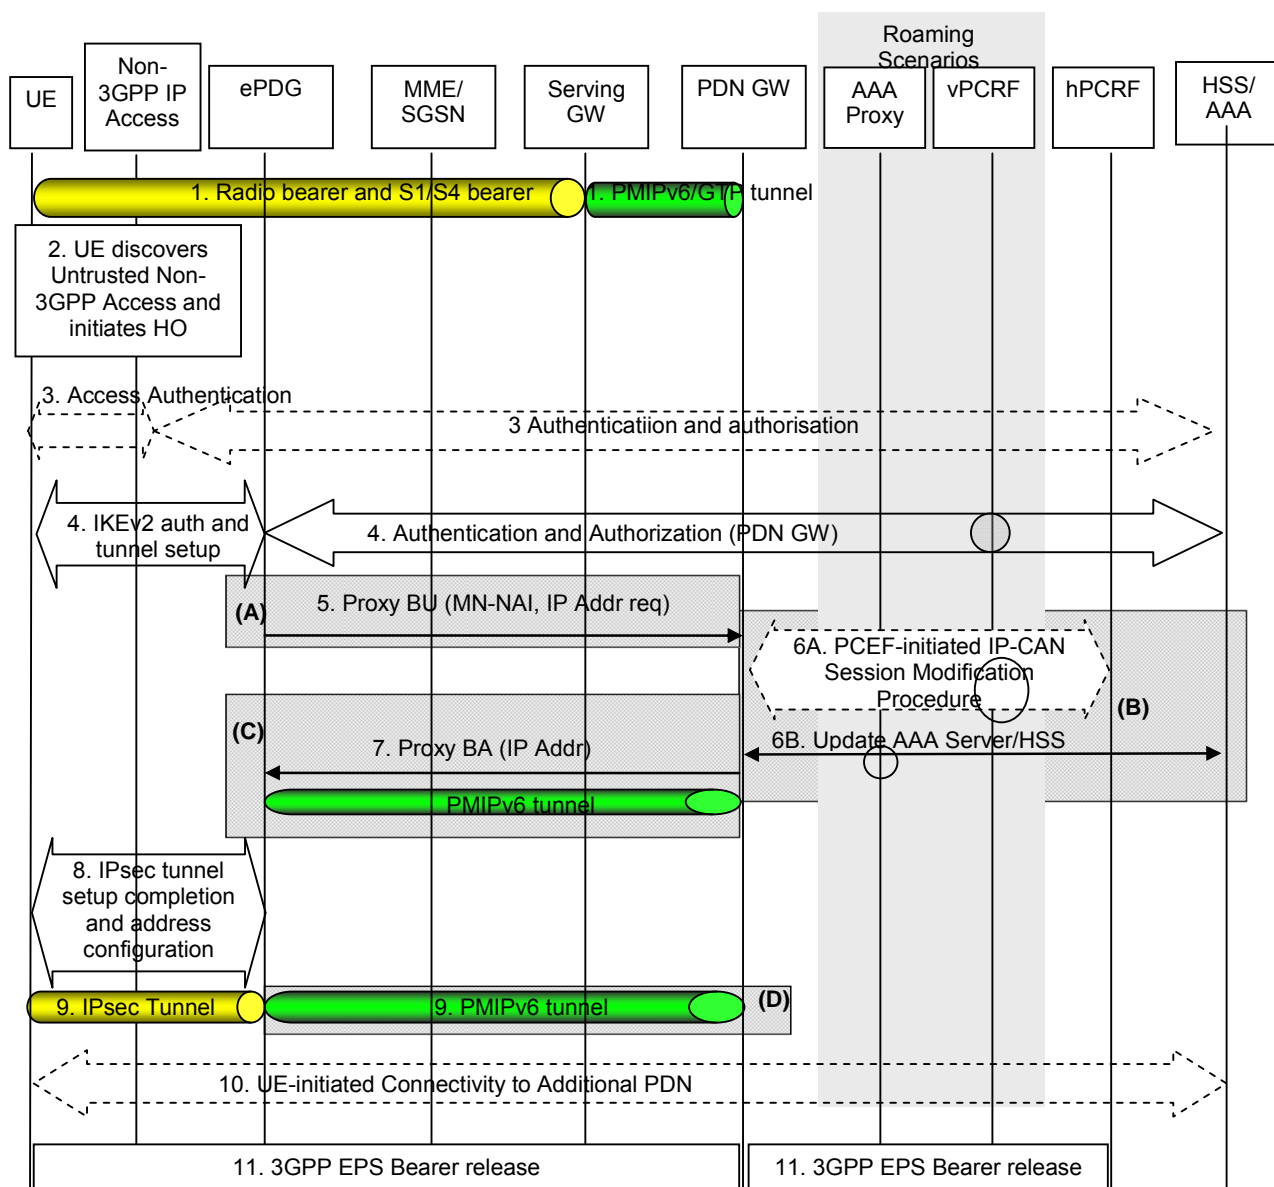 Roaming
Scenarios
UE
Non-
3GPP IP
Access
ePDG
MME/
SGSN
Serving
GW
PDN GW
AAA
Proxy
vPCRF
hPCRF
HSS/
AAA
1. Radio bearer and S1/S4 bearer
1. PMIPv6/GTP tunnel
2. UE discovers
Untrusted Non-
3GPP Access and
initiates HO
3. Access Authentication
3 Authenticatiion and authorisation
4. IKEv2 auth and
tunnel setup
4. Authentication and Authorization (PDN GW)
(A)
5. Proxy BU (MN-NAI, IP Addr req)
6A. PCEF-initiated IP-CAN
Session Modification
Procedure
(B)
(C)
7. Proxy BA (IP Addr)
6B. Update AAA Server/HSS
PMIPv6 tunnel
8. IPsec tunnel
setup completion
and address
configuration
9. IPsec Tunnel
9. PMIPv6 tunnel
(D)
10. UE-initiated Connectivity to Additional PDN
11. 3GPP EPS Bearer release
11. 3GPP EPS Bearer release